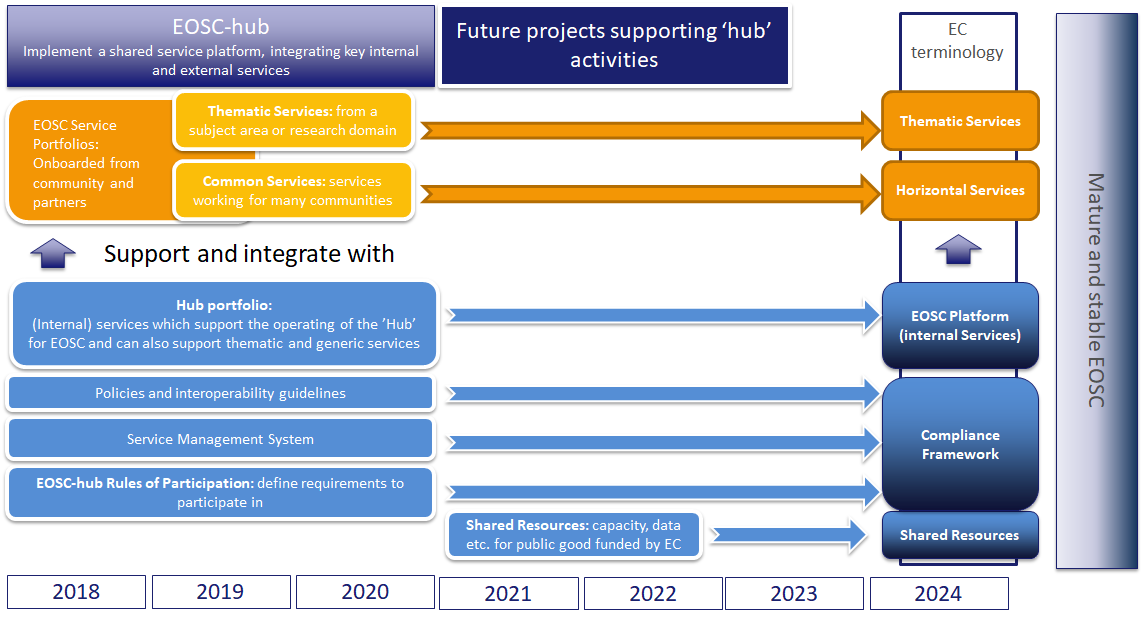 EOSC-hub
Implement a shared service platform, integrating key internal
and external services
Future projects supporting ‘hub’
activities
EC
terminology
EOSC Service
Portfolios:
Onboarded from
community and
partners
Thematic Services: from a
subject area or research domain
Common Services: services
working for many communities
Thematic Services
Horizontal Services
Support and integrate with
Hub portfolio:
(Internal) services which support the operating of the ’Hub’
for EOSC and can also support thematic and generic services
EOSC Platform
(internal Services)
Policies and interoperability guidelines
Service Management System
EOSC-hub Rules of Participation: define requirements to
participate in
Compliance
Framework
Shared Resources: capacity, data
etc. for public good funded by EC
Shared Resources
Mature and stable EOSC
2018
2019
2020
2021
2022
2023
2024